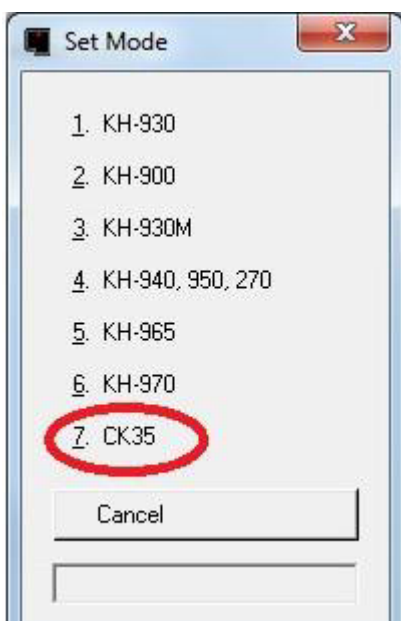 Set Mode
1. KH-930
2. KH-900
3. KH-930M
4. KH-940, 950, 270
5. KH-965
6. KH-970
7. CK35
Cancel